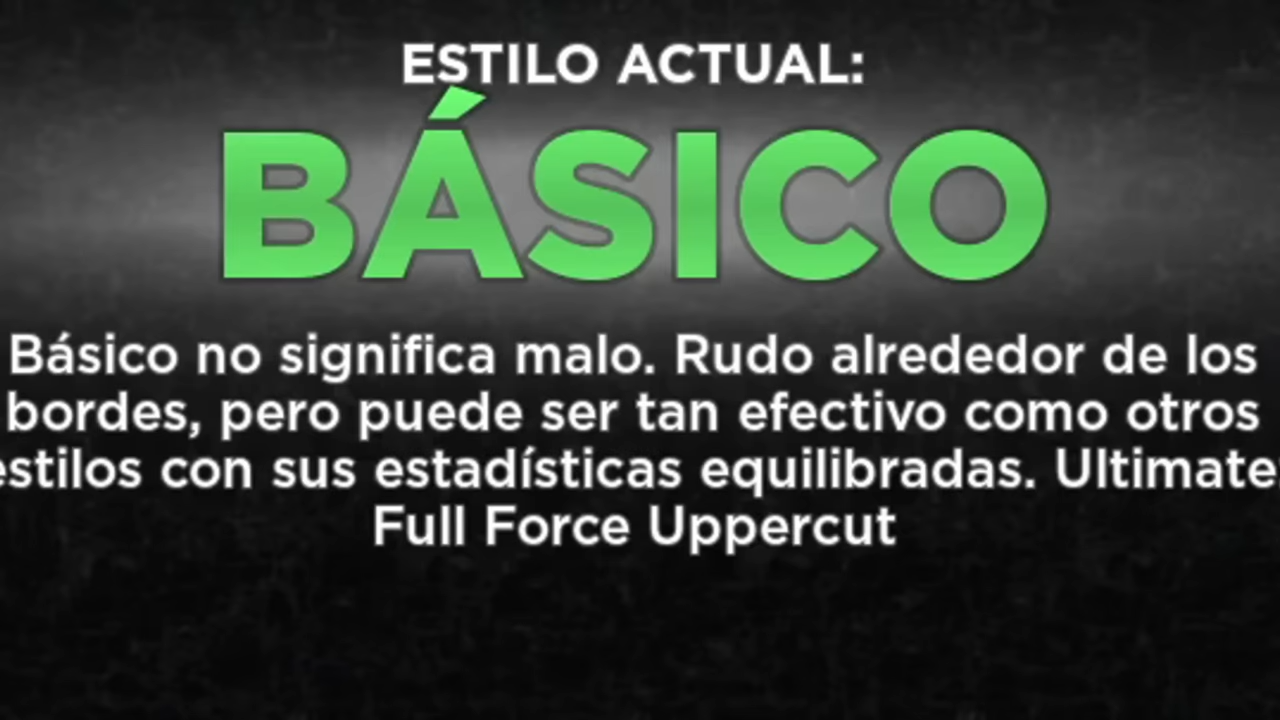 ESTILO ACTUAL:
BÁSICO
Básico no significa malo. Rudo alrededor de los
bordes, pero puede ser tan efectivo como otros
estilos con sus estadísticas equilibradas. Ultimate:
Full Force Uppercut